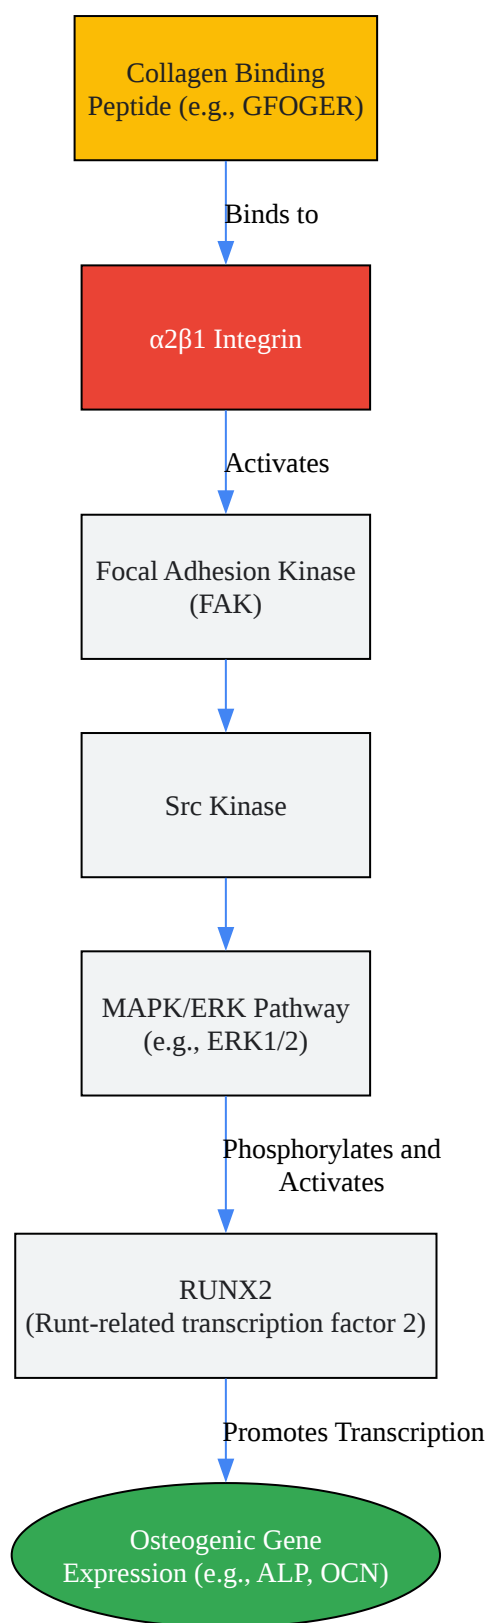 Collagen Binding
Peptide (e.g., GFOGER)
Binds to
α2β1 Integrin
Activates
Focal Adhesion Kinase
(FAK)
Src Kinase
MAPK/ERK Pathway
(e.g., ERK1/2)
Phosphorylates and
Activates
RUNX2
(Runt-related transcription factor 2)
Promotes Transcription
Osteogenic Gene
Expression (e.g., ALP, OCN)